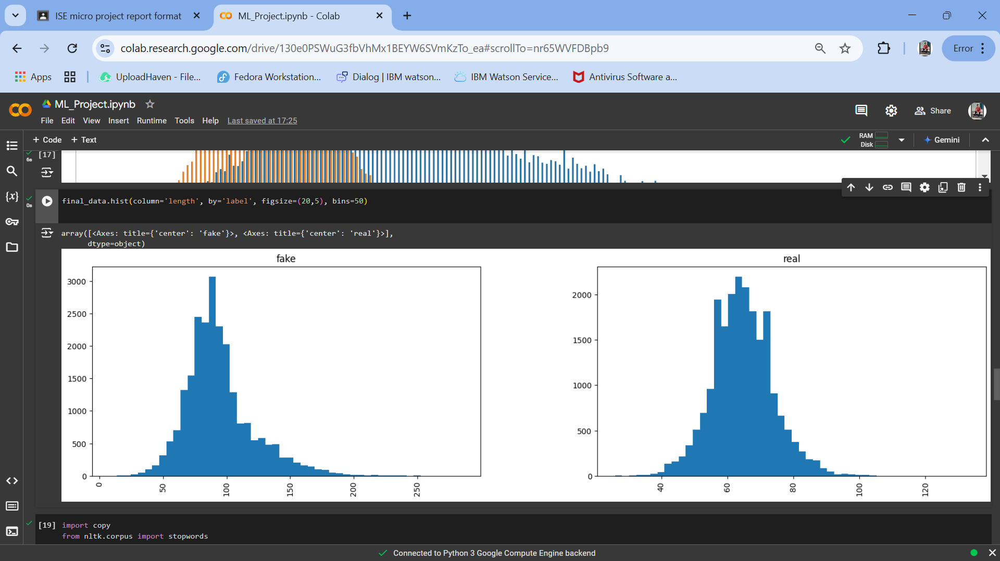 ISE micro project report format
ML_Project.ipynb - Colab
colab.research.google.com/drive/130e0PSWuG3fbVhMx1BEYW6SVmKzTo_ea#scrollTo=nr65WVFDBpb9
Error
Apps
UploadHaven - File...
Fedora Workstation...
Dialog | IBM watson...
IBM Watson Service...
Antivirus Software a...
CO
ML_Project.ipynb
File Edit View Insert Runtime Tools Help Last saved at 17:25
Share
+ Code + Text
RAM
Disk
Gemini
6s
[17]
{x}
0s
final_data.hist(column='length', by='label', figsize=(20,5), bins=50)
array([<Axes: title={'center': 'fake'}>, <Axes: title={'center': 'real'}>],
dtype=object)
fake
3000
2500
2000
1500
1000
500
0
0 50 100 150 200 250
real
2000
1500
1000
500
0
40 60 80 100 120
[19] import copy
from nltk.corpus import stopwords
Connected to Python 3 Google Compute Engine backend